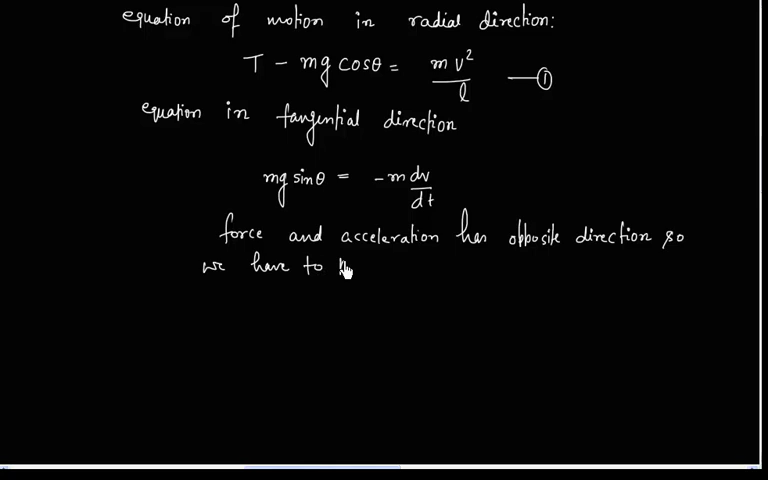 equation of motion in radial direction:
T - mg cosθ = mv²/l —①
equation in tangential direction
mg sinθ = -m dv/dt
force and acceleration has opposite direction so
we have to